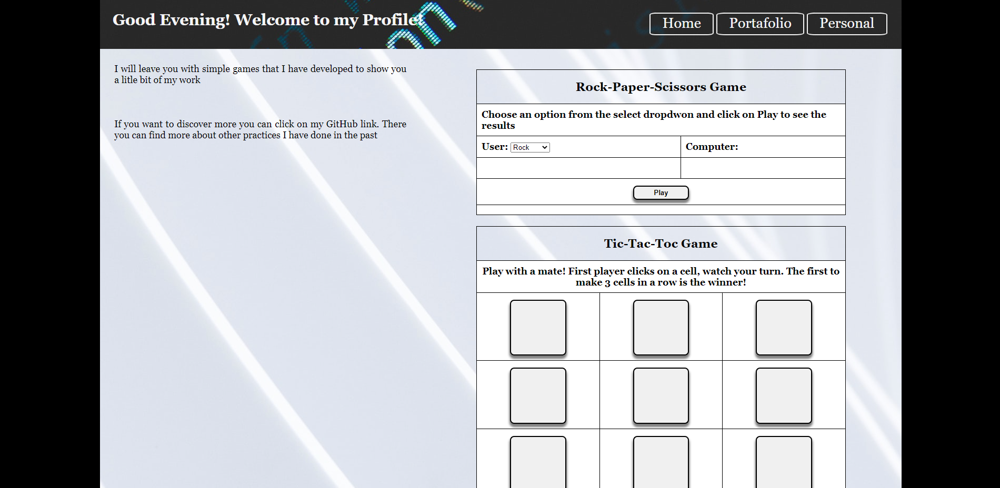 Good Evening! Welcome to my Profile!
Home
Portafolio
Personal
I will leave you with simple games that I have developed to show you
a litle bit of my work
If you want to discover more you can click on my GitHub link. There
you can find more about other practices I have done in the past
Rock-Paper-Scissors Game
Choose an option from the select dropdwon and click on Play to see the
results
User: Rock
Computer:
Play
Tic-Tac-Toc Game
Play with a mate! First player clicks on a cell, watch your turn. The first to
make 3 cells in a row is the winner!